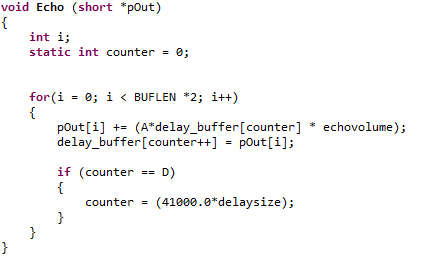 void Echo (short *pOut)
{
int i;
static int counter = 0;
for(i = 0; i < BUFLEN *2; i++)
{
pOut[i] += (A*delay_buffer[counter] * echovolume);
delay_buffer[counter++] = pOut[i];
if (counter == D)
{
counter = (41000.0*delaysize);
}
}
}